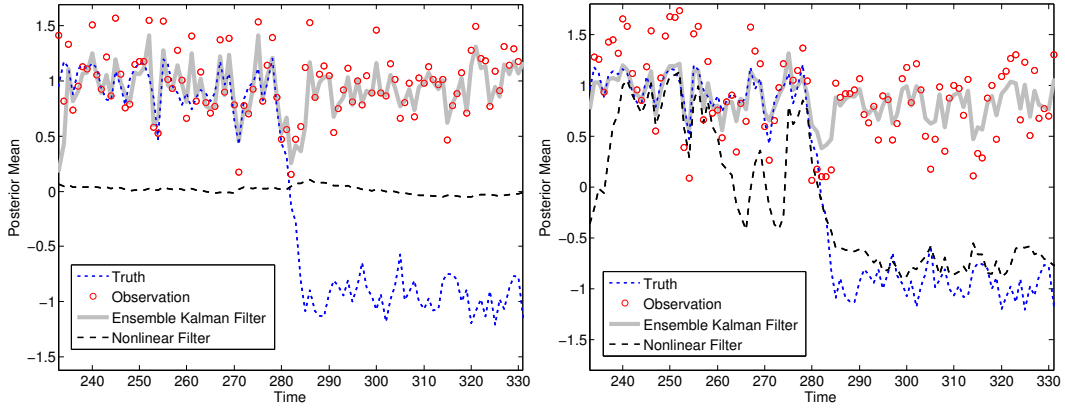 1.5
1
0.5
0
−0.5
−1
−1.5
Posterior Mean
240 250 260 270 280 290 300 310 320 330
Time
Truth
Observation
Ensemble Kalman Filter
Nonlinear Filter
1.5
1
0.5
0
−0.5
−1
−1.5
Posterior Mean
240 250 260 270 280 290 300 310 320 330
Time
Truth
Observation
Ensemble Kalman Filter
Nonlinear Filter